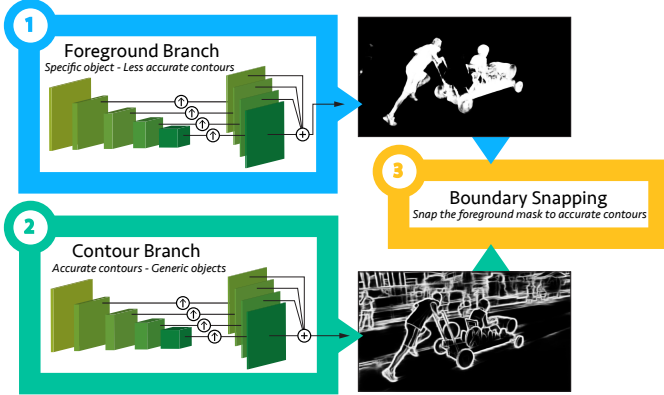 1
Foreground Branch
Specific object - Less accurate contours
3
Boundary Snapping
Snap the foreground mask to accurate contours
2
Contour Branch
Accurate contours - Generic objects